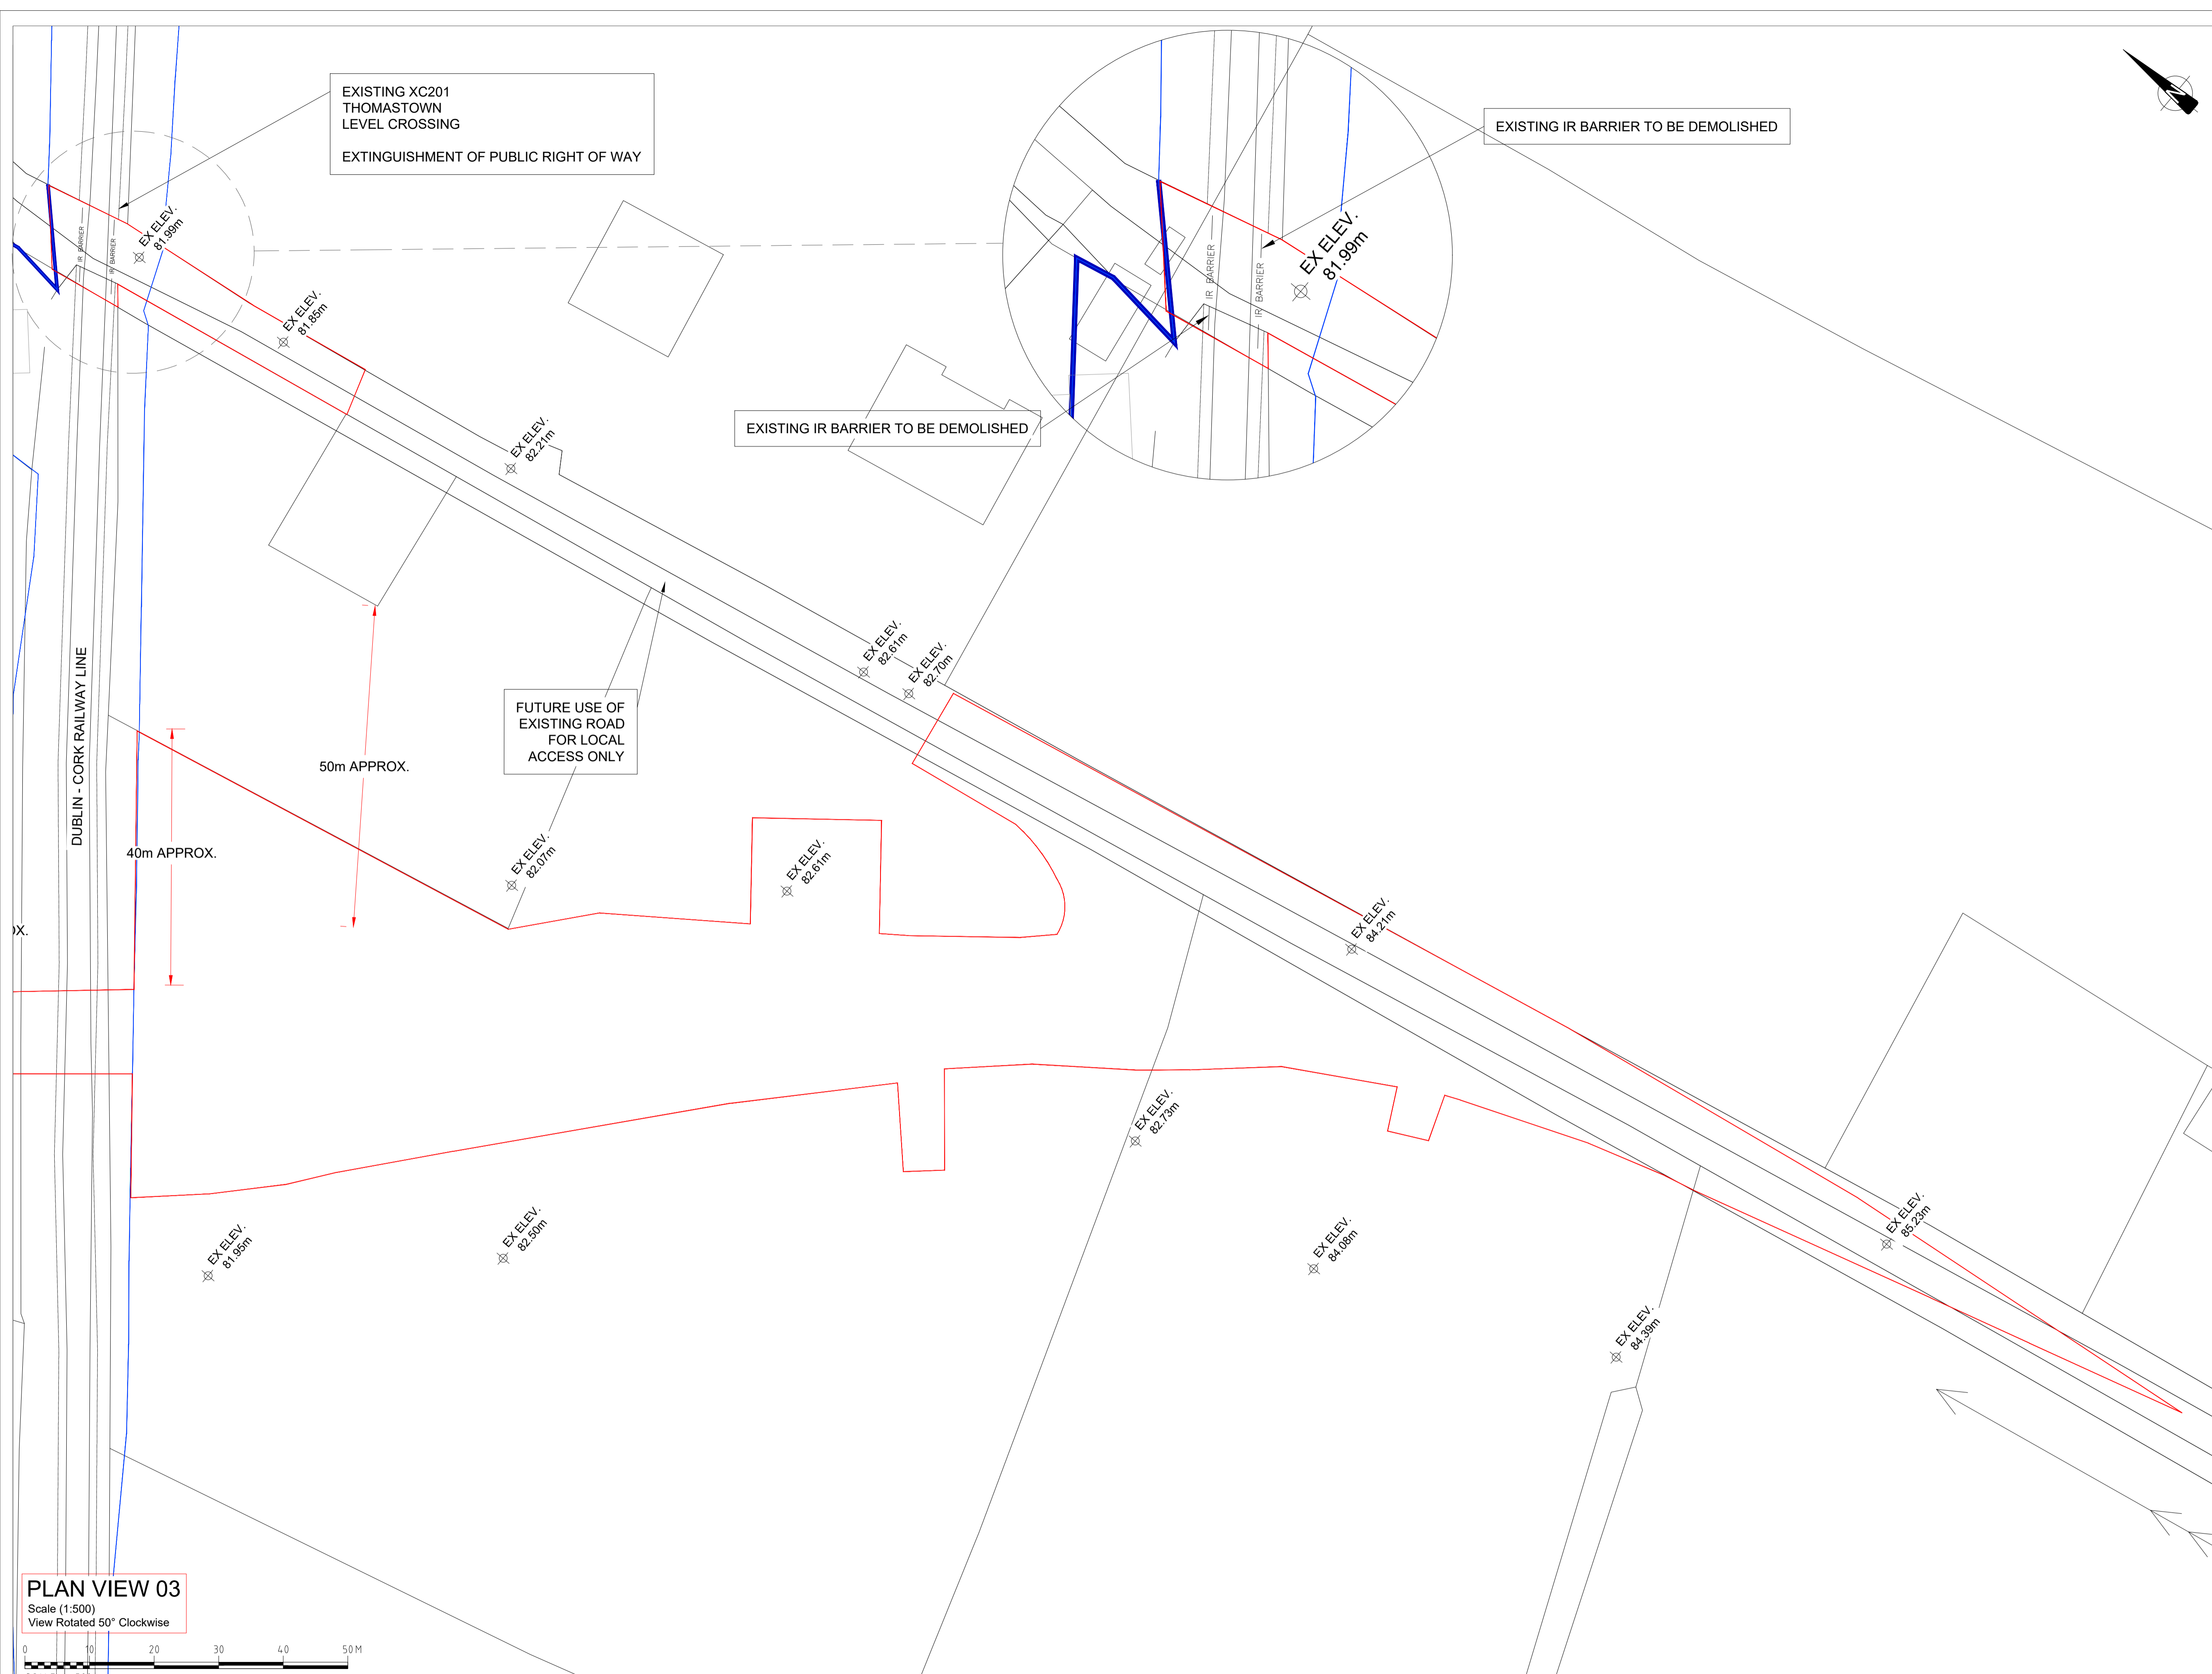 EXISTING XC201
THOMASTOWN
LEVEL CROSSING
EXTINGUISHMENT OF PUBLIC RIGHT OF WAY
EXISTING IR BARRIER TO BE DEMOLISHED
N
IR BARRIER
IR BARRIER
EX ELEV.
81.99m
EX ELEV.
81.99m
IR BARRIER
IR BARRIER
EX ELEV.
81.85m
EXISTING IR BARRIER TO BE DEMOLISHED
EX ELEV.
82.21m
EX ELEV.
82.61m
EX ELEV.
82.70m
FUTURE USE OF
EXISTING ROAD
FOR LOCAL
ACCESS ONLY
DUBLIN - CORK RAILWAY LINE
50m APPROX.
40m APPROX.
OX.
EX ELEV.
82.07m
EX ELEV.
82.61m
EX ELEV.
84.21m
EX ELEV.
82.73m
EX ELEV.
85.23m
EX ELEV.
81.95m
EX ELEV.
82.50m
EX ELEV.
84.08m
EX ELEV.
84.39m
PLAN VIEW 03
Scale (1:500)
View Rotated 50° Clockwise
0 10 20 30 40 50 M